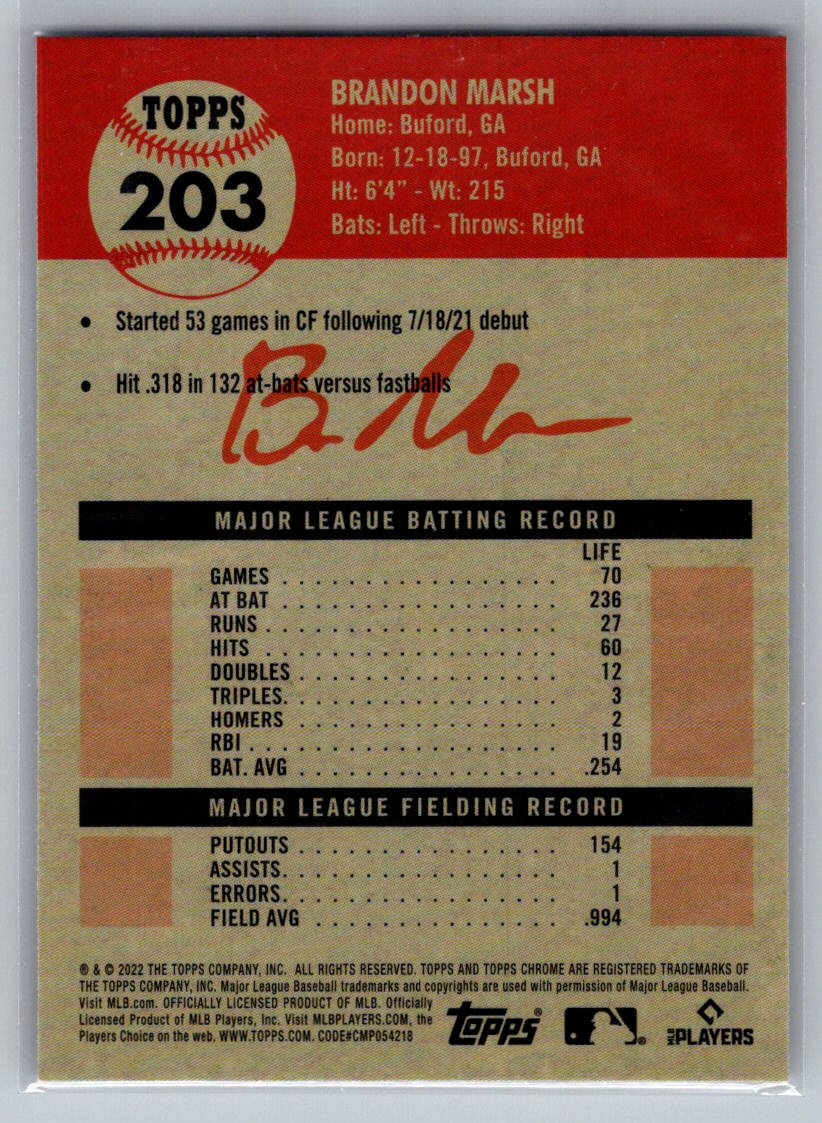 TOPPS
203
BRANDON MARSH
Home: Buford, GA
Born: 12-18-97, Buford, GA
Ht: 6'4" - Wt: 215
Bats: Left - Throws: Right
• Started 53 games in CF following 7/18/21 debut
• Hit .318 in 132 at-bats versus fastballs
MAJOR LEAGUE BATTING RECORD
LIFE
GAMES . . . . . . . . . . . . . . . . . 70
AT BAT . . . . . . . . . . . . . . . . . 236
RUNS . . . . . . . . . . . . . . . . . . 27
HITS . . . . . . . . . . . . . . . . . . 60
DOUBLES . . . . . . . . . . . . . . . . 12
TRIPLES. . . . . . . . . . . . . . . . . 3
HOMERS . . . . . . . . . . . . . . . . 2
RBI . . . . . . . . . . . . . . . . . . . 19
BAT. AVG . . . . . . . . . . . . . . . . .254
MAJOR LEAGUE FIELDING RECORD
PUTOUTS . . . . . . . . . . . . . . . . 154
ASSISTS. . . . . . . . . . . . . . . . . 1
ERRORS. . . . . . . . . . . . . . . . . 1
FIELD AVG . . . . . . . . . . . . . . . .994
® & © 2022 THE TOPPS COMPANY, INC. ALL RIGHTS RESERVED. TOPPS AND TOPPS CHROME ARE REGISTERED TRADEMARKS OF
THE TOPPS COMPANY, INC. Major League Baseball trademarks and copyrights are used with permission of Major League Baseball.
Visit MLB.com. OFFICIALLY LICENSED PRODUCT OF MLB. Officially
Licensed Product of MLB Players, Inc. Visit MLBPLAYERS.COM, the
Players Choice on the web. WWW.TOPPS.COM. CODE#CMP054218
topps®
MLB PLAYERS